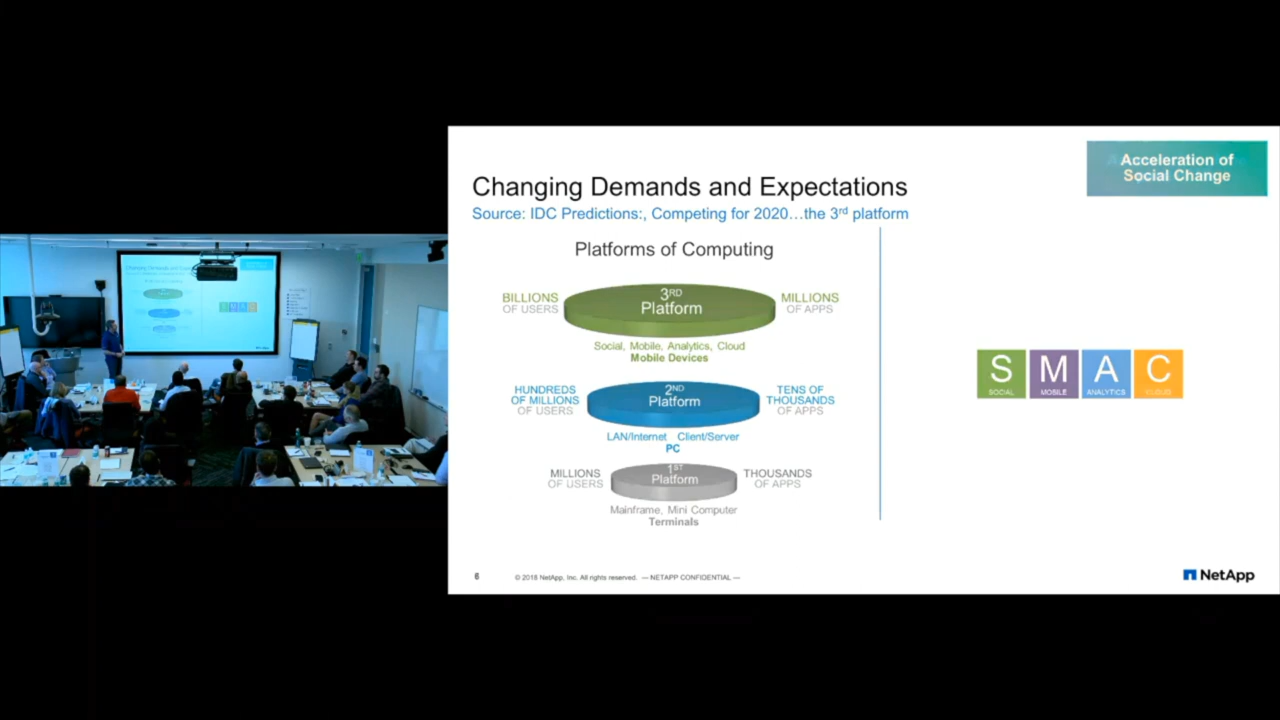 Acceleration of
Social Change
Changing Demands and Expectations
Source: IDC Predictions:, Competing for 2020…the 3rd platform
Platforms of Computing
BILLIONS
OF USERS
3RD
Platform
MILLIONS
OF APPS
Social, Mobile, Analytics, Cloud
Mobile Devices
HUNDREDS
OF MILLIONS
OF USERS
2ND
Platform
TENS OF
THOUSANDS
OF APPS
LAN/Internet Client/Server
PC
MILLIONS
OF USERS
1ST
Platform
THOUSANDS
OF APPS
Mainframe, Mini Computer
Terminals
S M A C
SOCIAL MOBILE ANALYTICS CLOUD
6
© 2018 NetApp, Inc. All rights reserved. — NETAPP CONFIDENTIAL —
NetApp